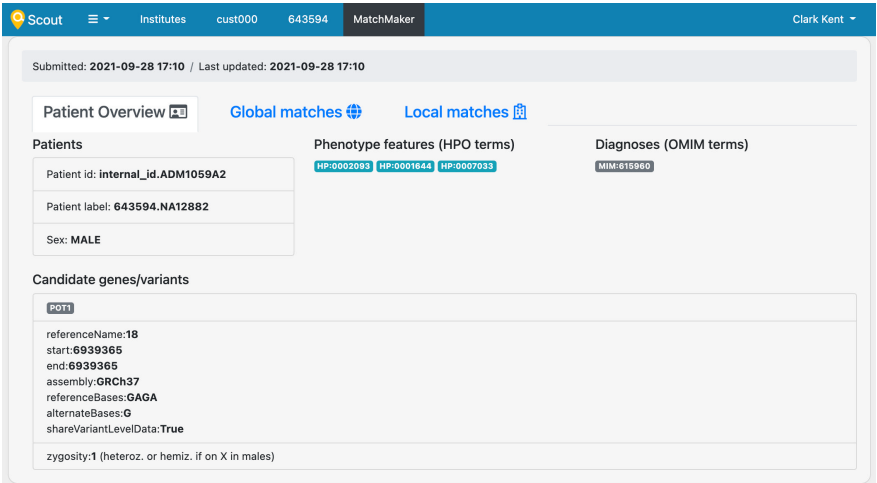 Scout Institutes cust000 643594 MatchMaker Clark Kent
Submitted: 2021-09-28 17:10 / Last updated: 2021-09-28 17:10
Patient Overview Global matches Local matches
Patients
Patient id: internal_id.ADM1059A2
Patient label: 643594.NA12882
Sex: MALE
Phenotype features (HPO terms)
HP:0002093 HP:0001644 HP:0007033
Diagnoses (OMIM terms)
MIM:615960
Candidate genes/variants
POT1
referenceName:18
start:6939365
end:6939365
assembly:GRCh37
referenceBases:GAGA
alternateBases:G
shareVariantLevelData:True
zygosity:1 (heteroz. or hemiz. if on X in males)